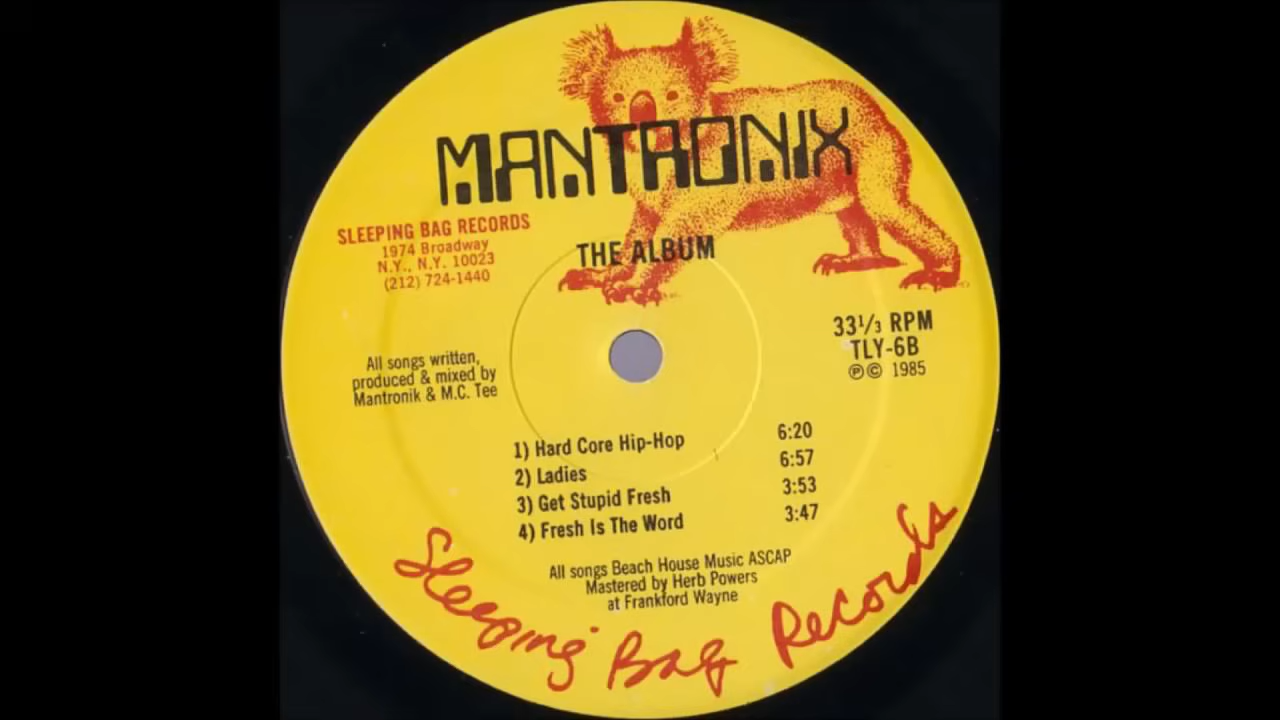 MANTRONIX
SLEEPING BAG RECORDS
1974 Broadway
N.Y., N.Y. 10023
(212) 724-1440
THE ALBUM
33 1/3 RPM
TLY-6B
℗© 1985
All songs written,
produced & mixed by
Mantronik & M.C. Tee
1) Hard Core Hip-Hop 6:20
2) Ladies 6:57
3) Get Stupid Fresh 3:53
4) Fresh Is The Word 3:47
All songs Beach House Music ASCAP
Mastered by Herb Powers
at Frankford Wayne
Sleeping Bag Records